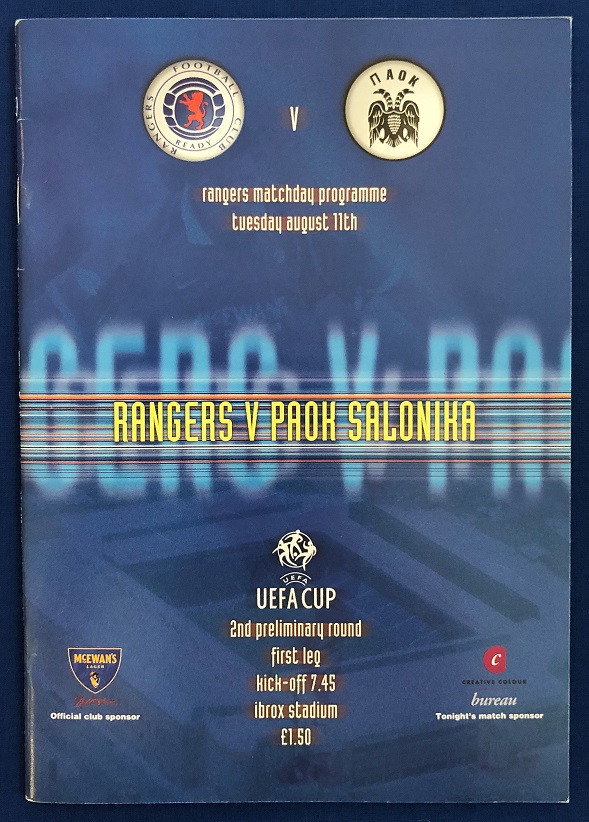 RANGERS FOOTBALL CLUB
READY
V
ΠΑΟΚ
rangers matchday programme
tuesday august 11th
GERS V PAO
RANGERS V PAOK SALONIKA
UEFA
UEFA CUP
2nd preliminary round
first leg
kick-off 7.45
ibrox stadium
£1.50
McEWAN'S
LAGER
Official club sponsor
c
CREATIVE COLOUR
bureau
Tonight's match sponsor